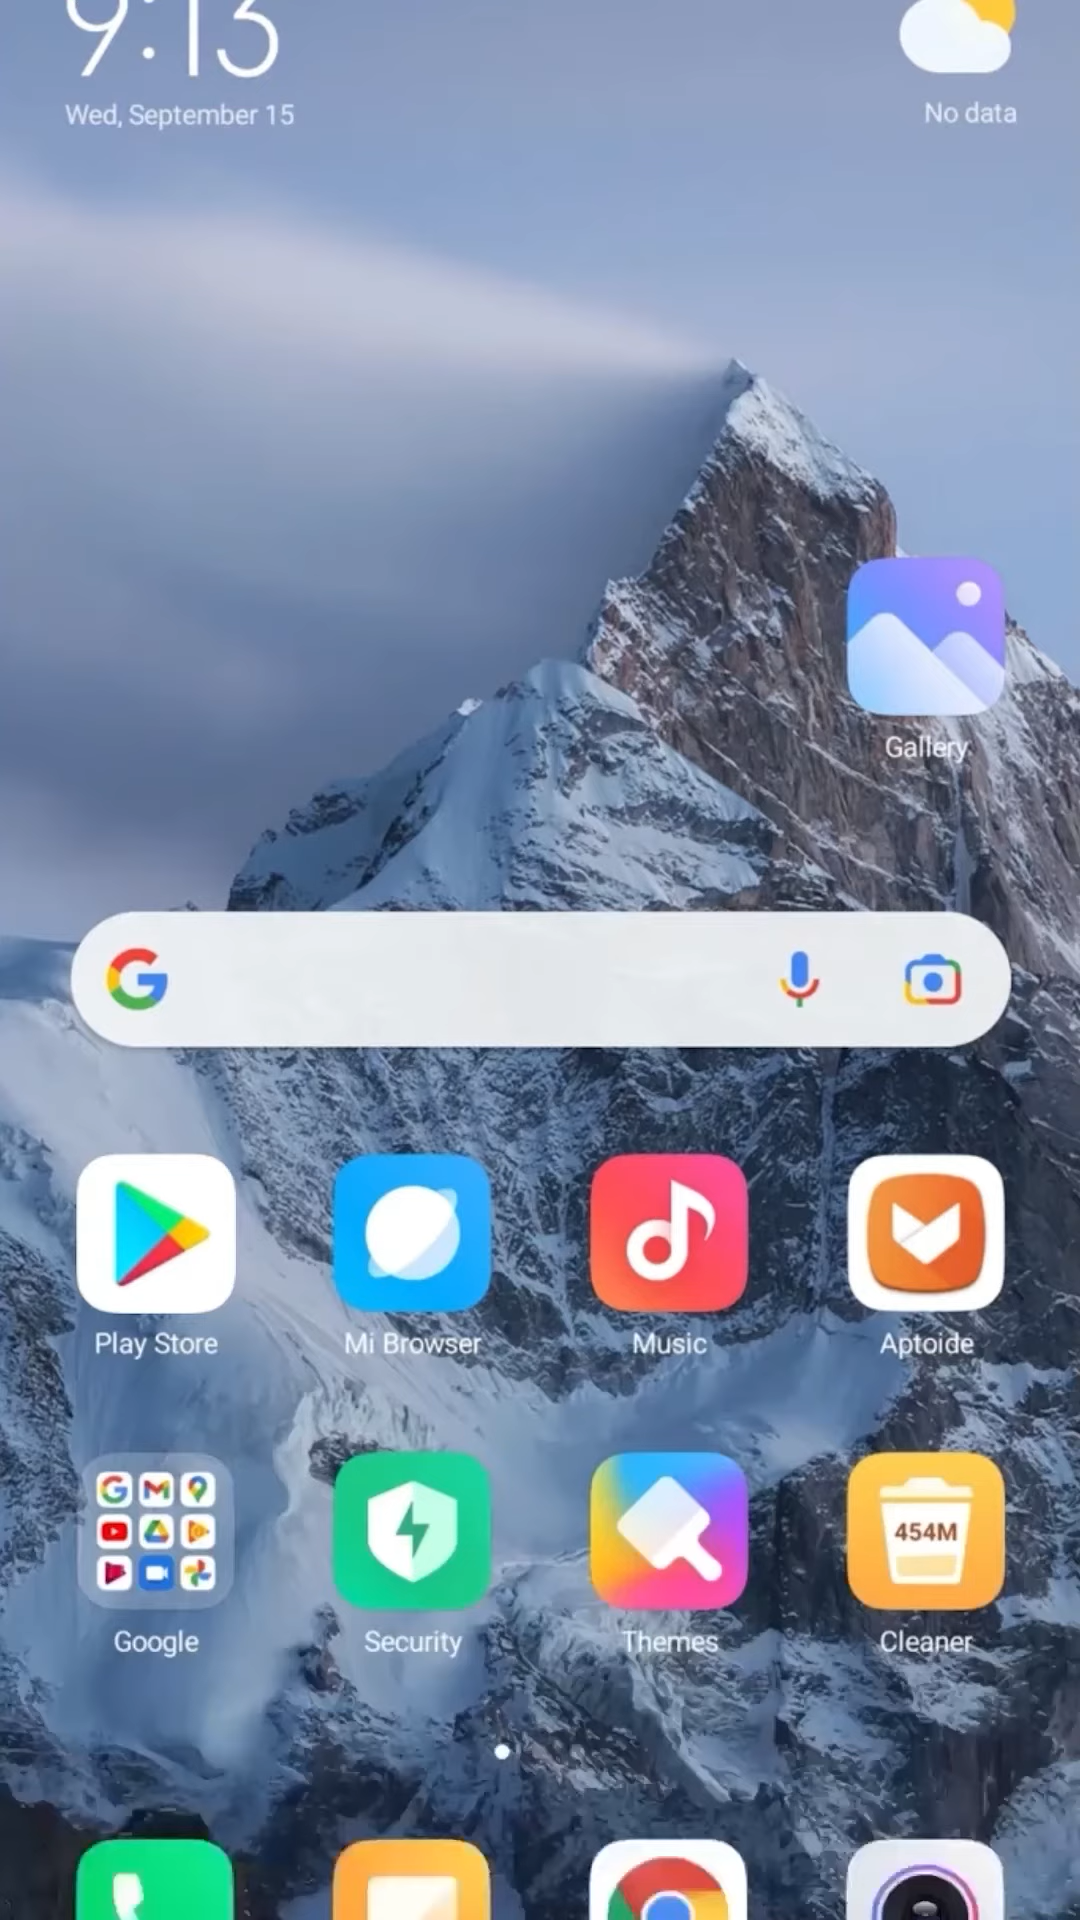 9:13
Wed, September 15
No data
Gallery
Play Store
Mi Browser
Music
Aptoide
454M
Google
Security
Themes
Cleaner